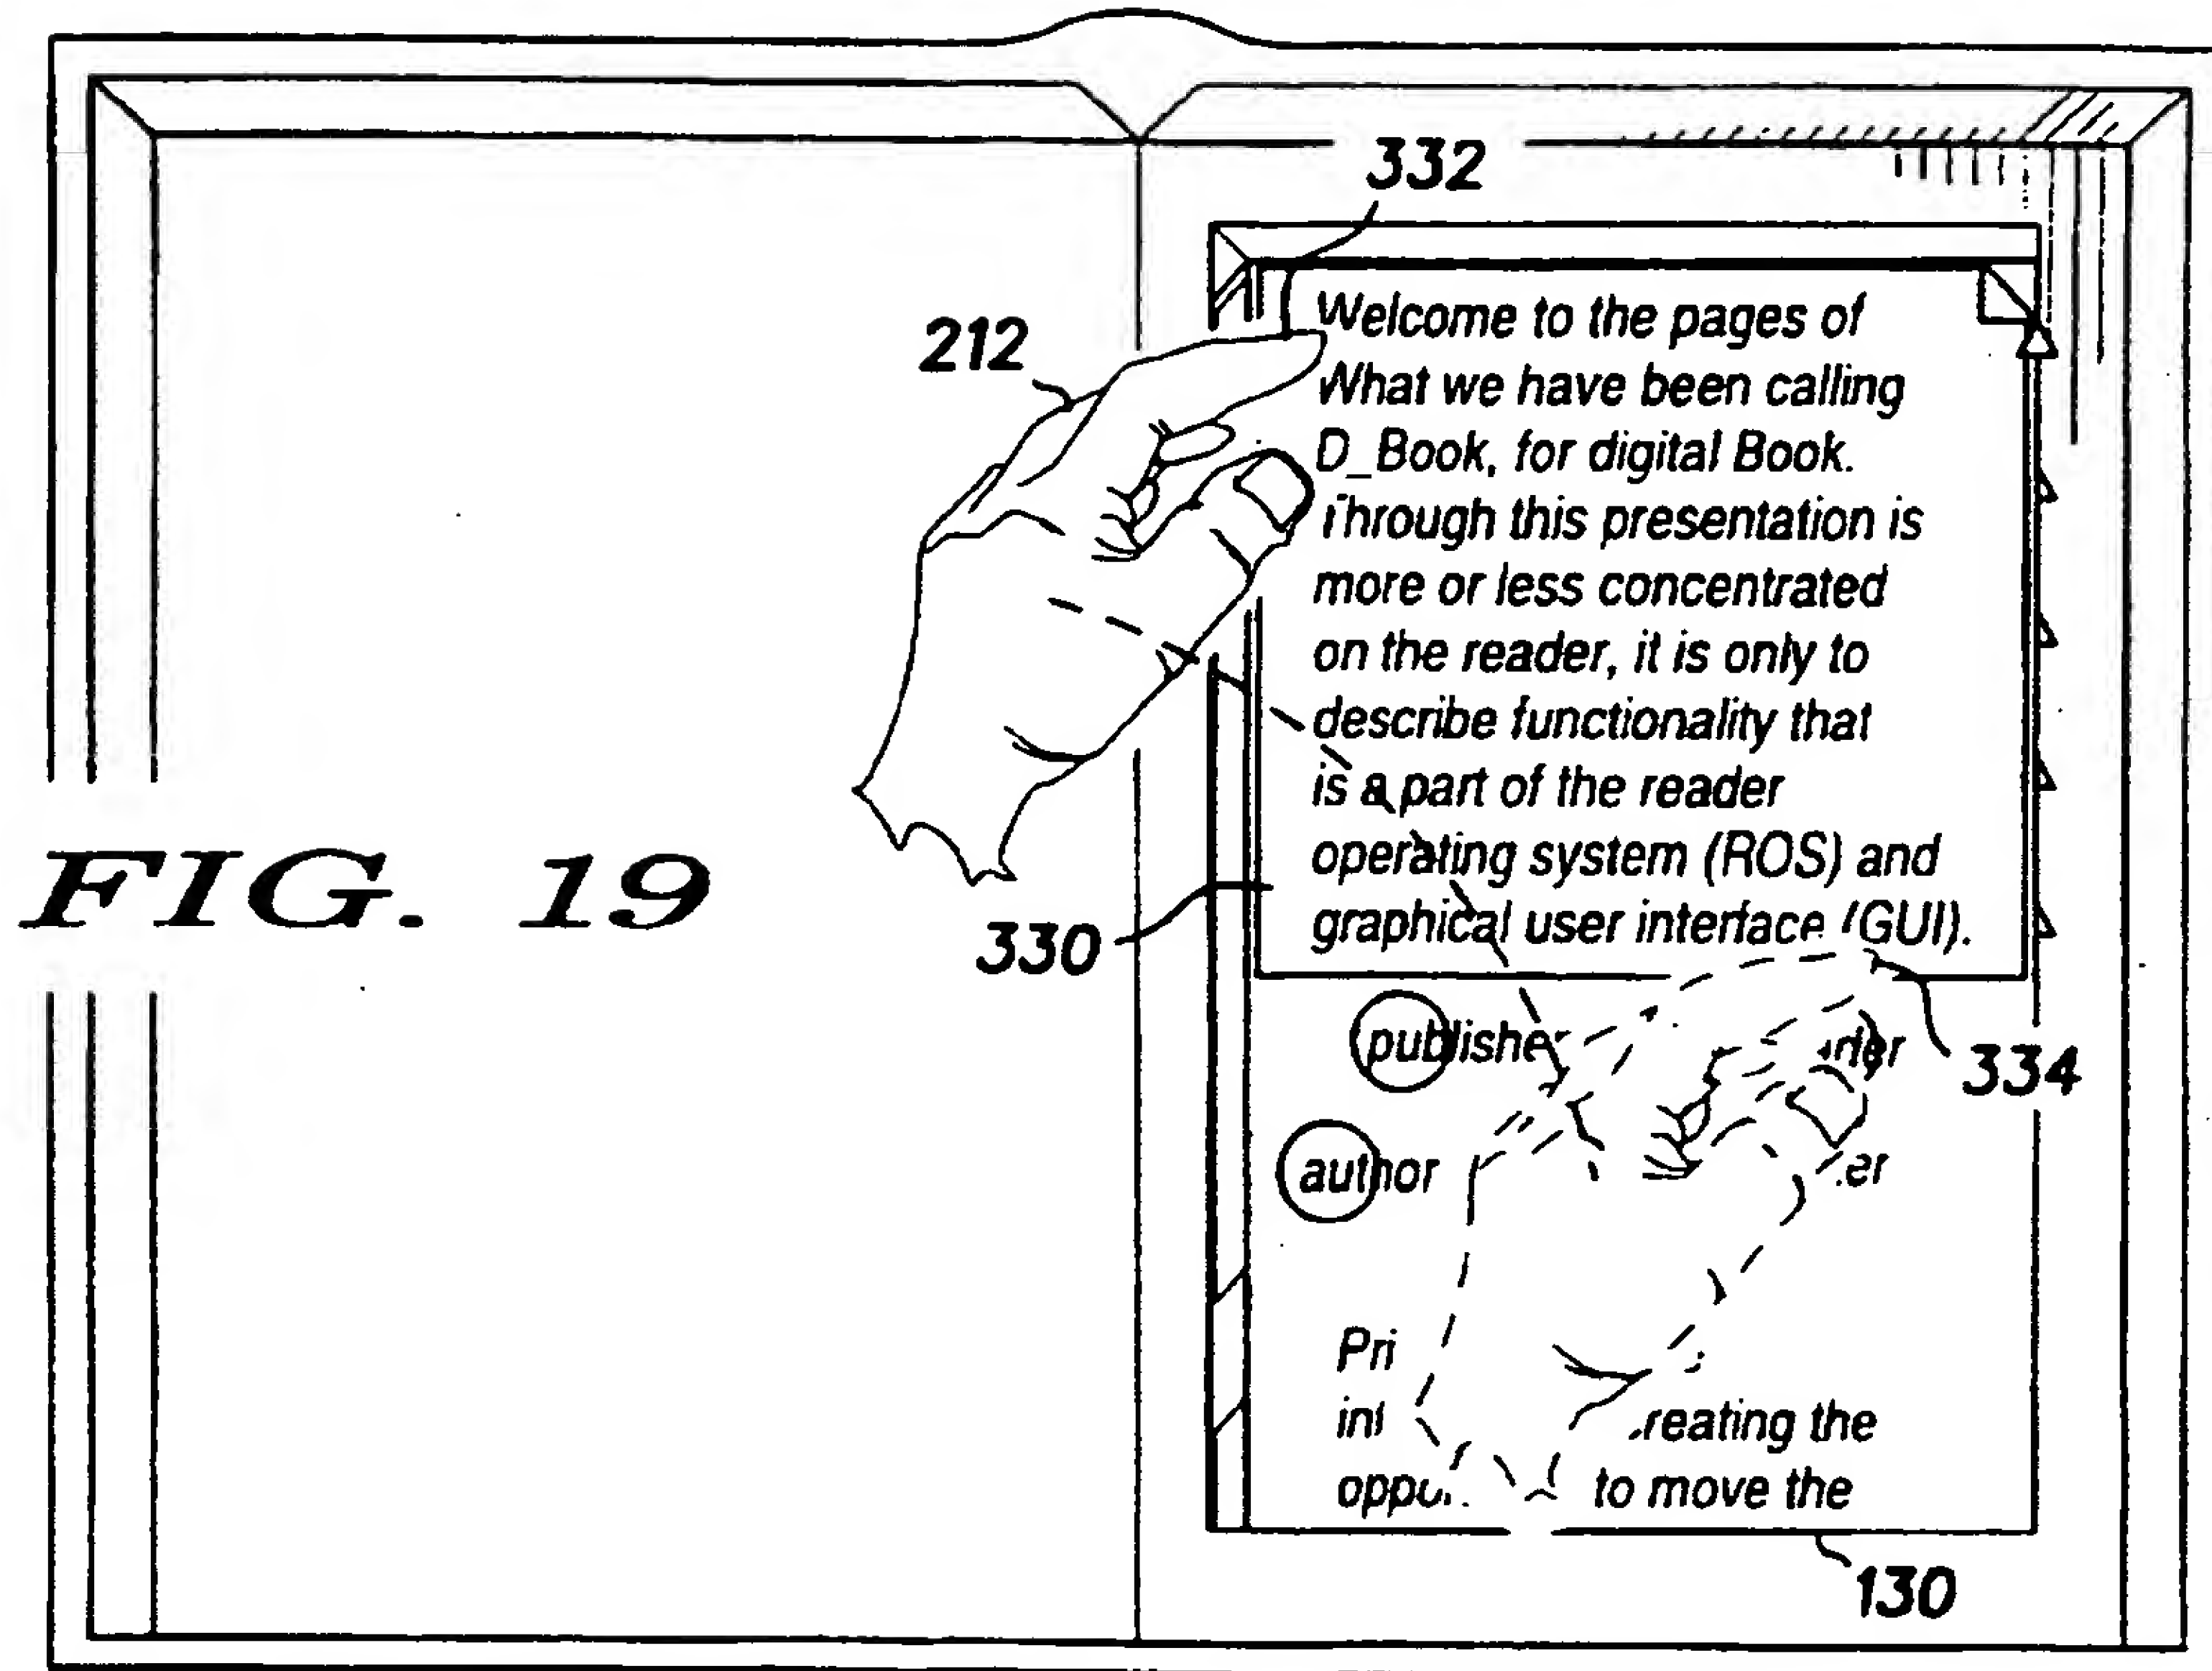 332
212
Welcome to the pages of
What we have been calling
D_Book, for digital Book.
Through this presentation is
more or less concentrated
on the reader, it is only to
describe functionality that
is a part of the reader
operating system (ROS) and
graphical user interface (GUI).
FIG. 19
330
publisher
334
author
Pri
creating the
to move the
130